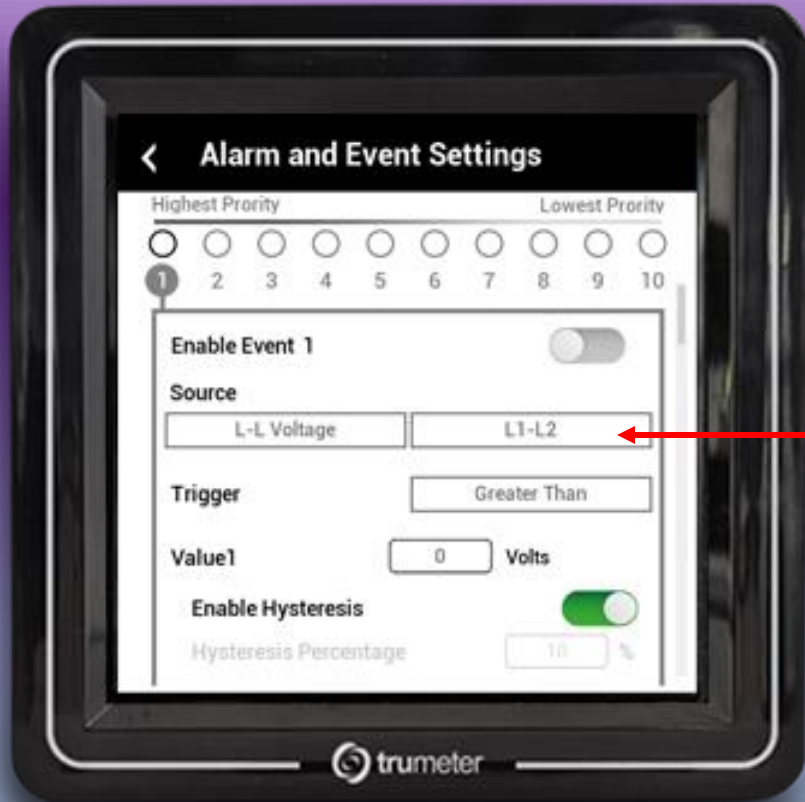 < Alarm and Event Settings
Highest Prority Lowest Prority
1 2 3 4 5 6 7 8 9 10
Enable Event 1
Source
L-L Voltage L1-L2
Trigger Greater Than
Value1 0 Volts
Enable Hysteresis
Hysteresis Percentage 10 %
trumeter